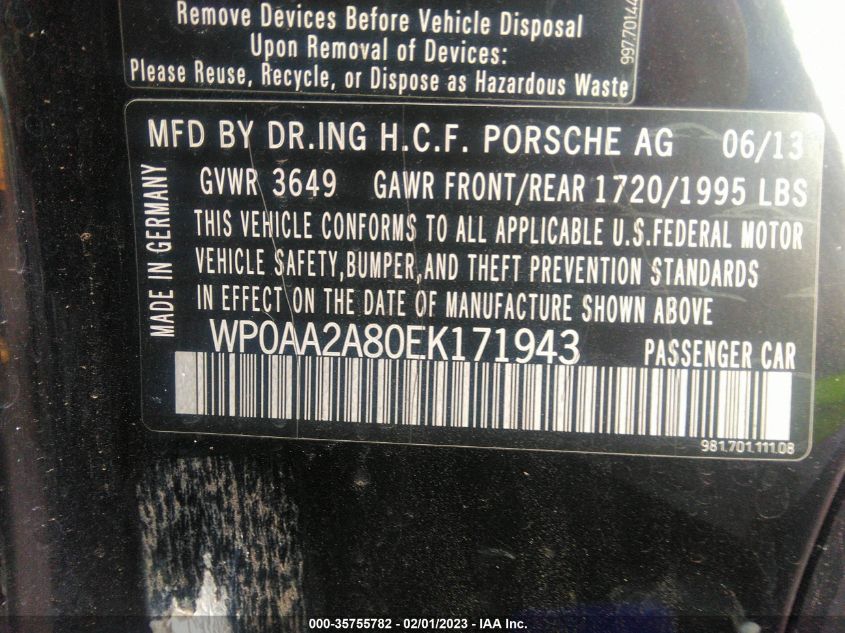 Remove Devices Before Vehicle Disposal
Upon Removal of Devices:
Please Reuse, Recycle, or Dispose as Hazardous Waste
MFD BY DR.ING H.C.F. PORSCHE AG 06/13
GVWR 3649 GAWR FRONT/REAR 1720/1995 LBS
THIS VEHICLE CONFORMS TO ALL APPLICABLE U.S.FEDERAL MOTOR
VEHICLE SAFETY,BUMPER,AND THEFT PREVENTION STANDARDS
IN EFFECT ON THE DATE OF MANUFACTURE SHOWN ABOVE
MADE IN GERMANY
WP0AA2A80EK171943 PASSENGER CAR
981.701.111.08
000-35755782 - 02/01/2023 - IAA Inc.